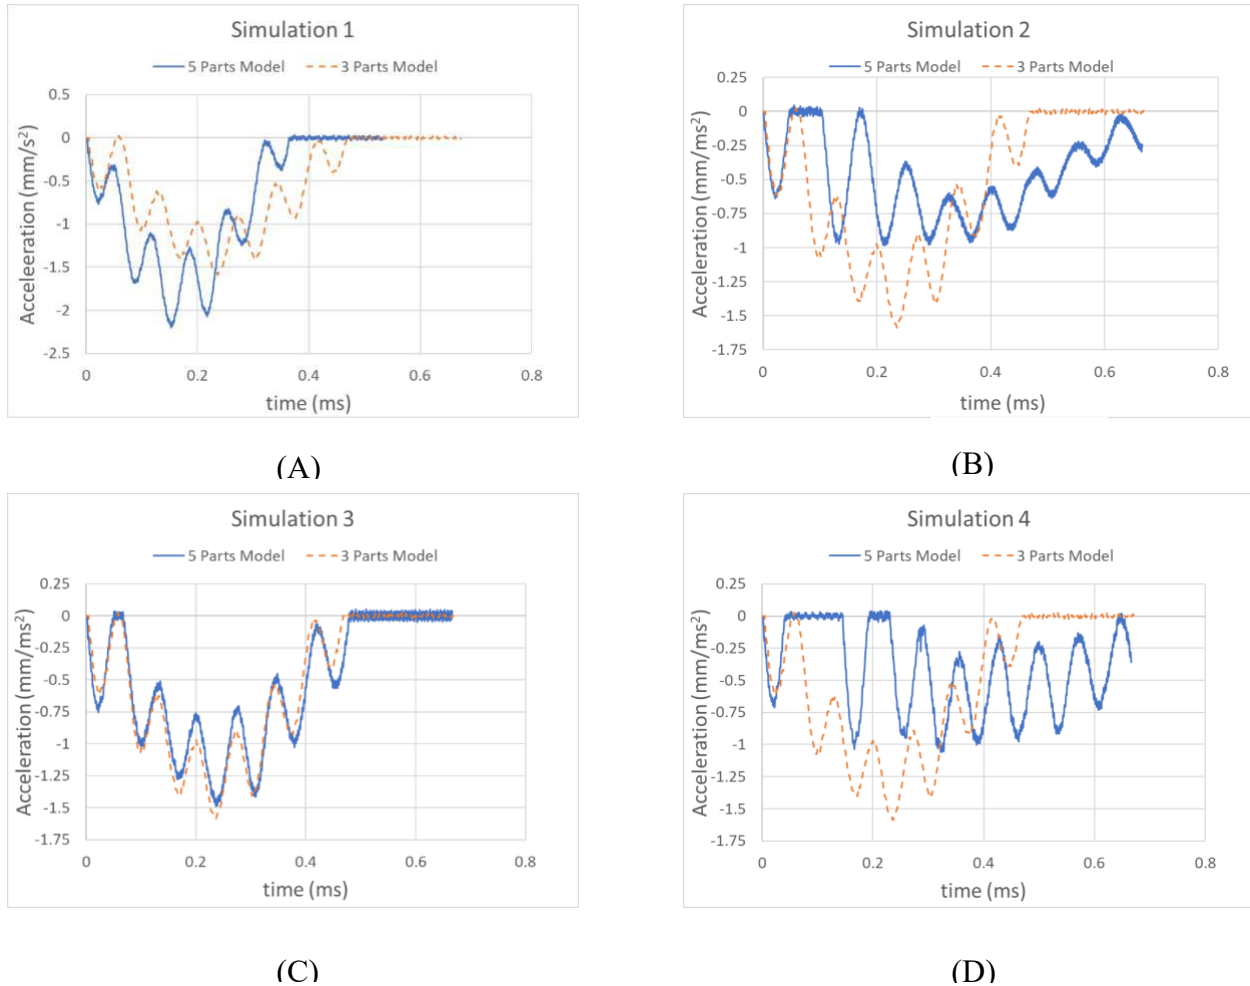 Simulation 1
5 Parts Model 3 Parts Model
0.5
0
-0.5
-1
-1.5
-2
-2.5
0 0.2 0.4 0.6 0.8
Acceleeration (mm/s²)
time (ms)
(A)
Simulation 2
5 Parts Model 3 Parts Model
0.25
0
-0.25
-0.5
-0.75
-1
-1.25
-1.5
-1.75
0 0.2 0.4 0.6 0.8
Acceleration (mm/ms²)
time (ms)
(B)
Simulation 3
5 Parts Model 3 Parts Model
0.25
0
-0.25
-0.5
-0.75
-1
-1.25
-1.5
-1.75
0 0.2 0.4 0.6 0.8
Acceleration (mm/ms²)
time (ms)
(C)
Simulation 4
5 Parts Model 3 Parts Model
0.25
0
-0.25
-0.5
-0.75
-1
-1.25
-1.5
-1.75
0 0.2 0.4 0.6 0.8
Acceleration (mm/ms²)
time (ms)
(D)